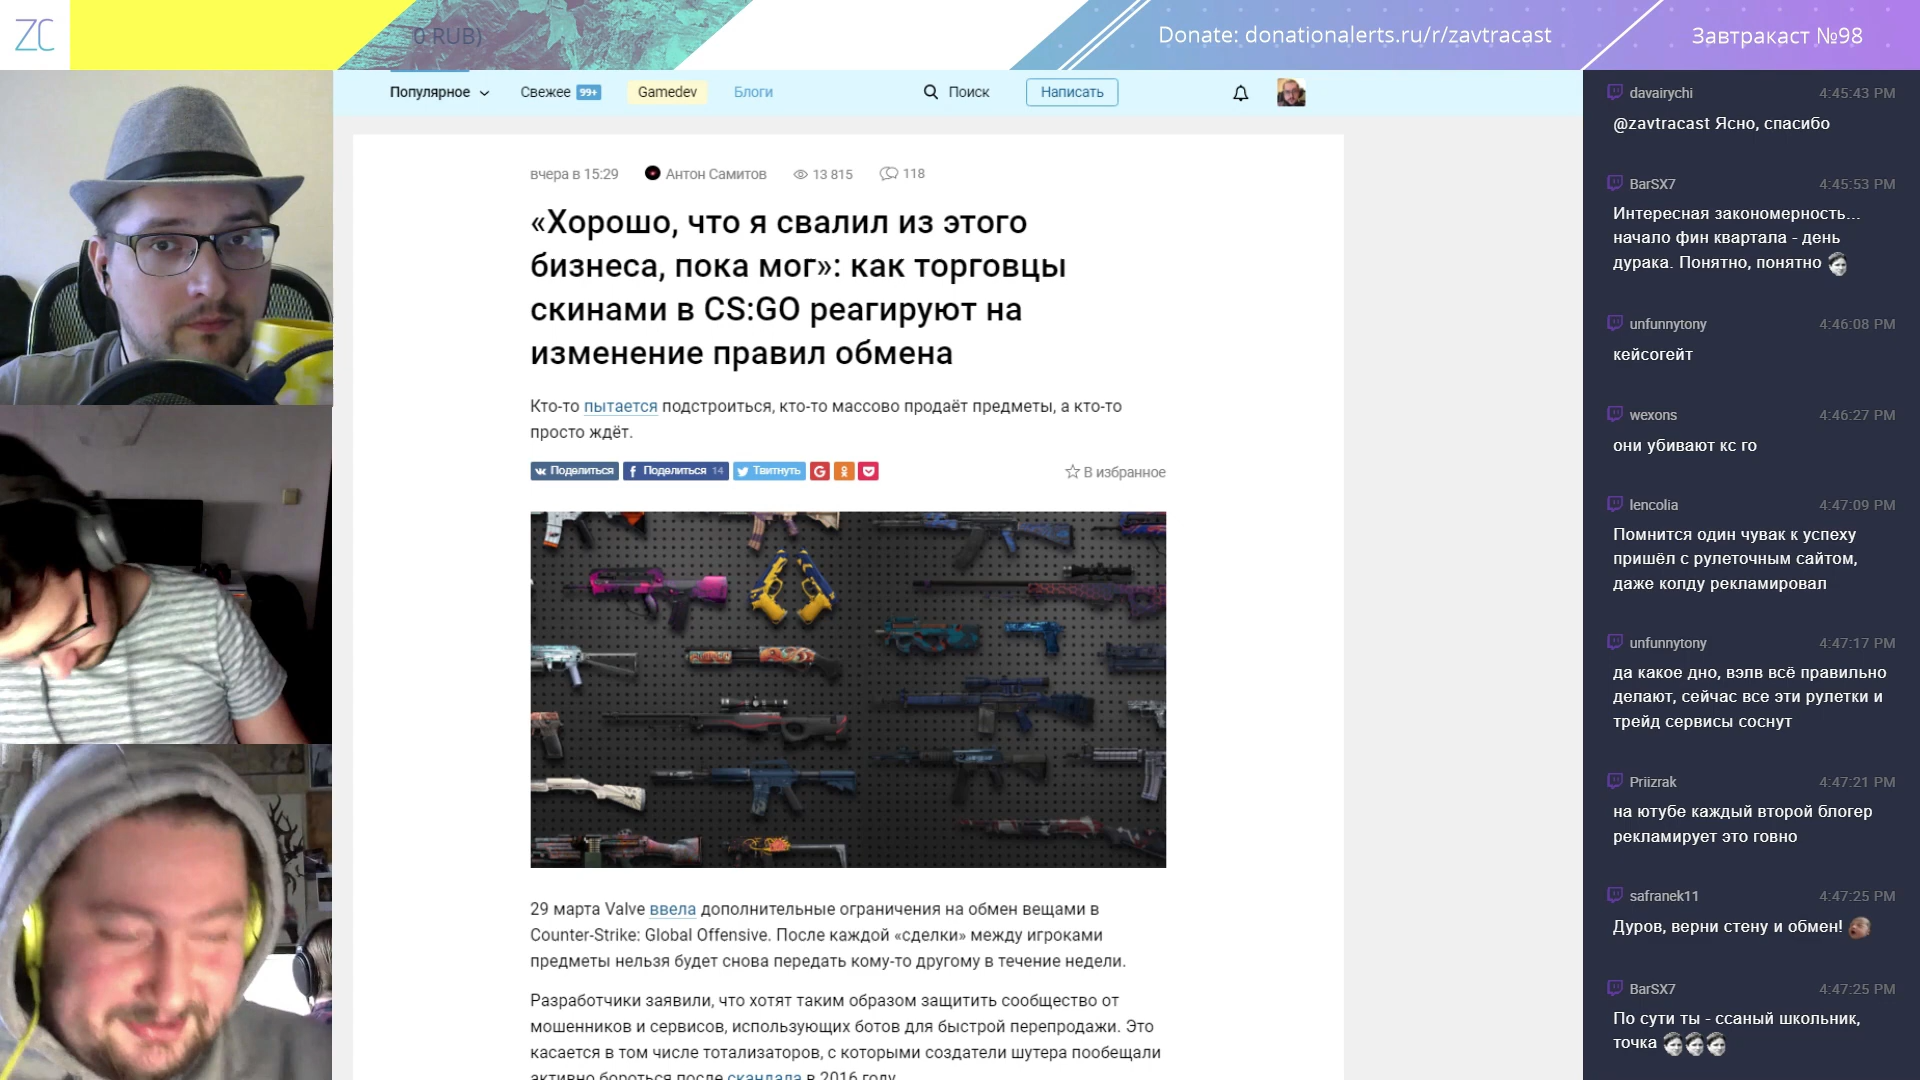 ZC
0 RUB)
Donate: donationalerts.ru/r/zavtracast
Завтракаст №98
Популярное
Свежее 99+
Gamedev
Блоги
Поиск
Написать
вчера в 15:29
Антон Самитов
13 815
118
«Хорошо, что я свалил из этого
бизнеса, пока мог»: как торговцы
скинами в CS:GO реагируют на
изменение правил обмена
Кто-то пытается подстроиться, кто-то массово продаёт предметы, а кто-то
просто ждёт.
Поделиться
Поделиться 14
Твитнуть
В избранное
29 марта Valve ввела дополнительные ограничения на обмен вещами в
Counter-Strike: Global Offensive. После каждой «сделки» между игроками
предметы нельзя будет снова передать кому-то другому в течение недели.
Разработчики заявили, что хотят таким образом защитить сообщество от
мошенников и сервисов, использующих ботов для быстрой перепродажи. Это
касается в том числе тотализаторов, с которыми создатели шутера пообещали
активно бороться после скандала в 2016 году.
davairychi 4:45:43 PM
@zavtracast Ясно, спасибо
BarSX7 4:45:53 PM
Интересная закономерность...
начало фин квартала - день
дурака. Понятно, понятно
unfunnytony 4:46:08 PM
кейсогейт
wexons 4:46:27 PM
они убивают кс го
lencolia 4:47:09 PM
Помнится один чувак к успеху
пришёл с рулеточным сайтом,
даже колду рекламировал
unfunnytony 4:47:17 PM
да какое дно, вэлв всё правильно
делают, сейчас все эти рулетки и
трейд сервисы соснут
Priizrak 4:47:21 PM
на ютубе каждый второй блогер
рекламирует это говно
safranek11 4:47:25 PM
Дуров, верни стену и обмен!
BarSX7 4:47:25 PM
По сути ты - ссаный школьник,
точка